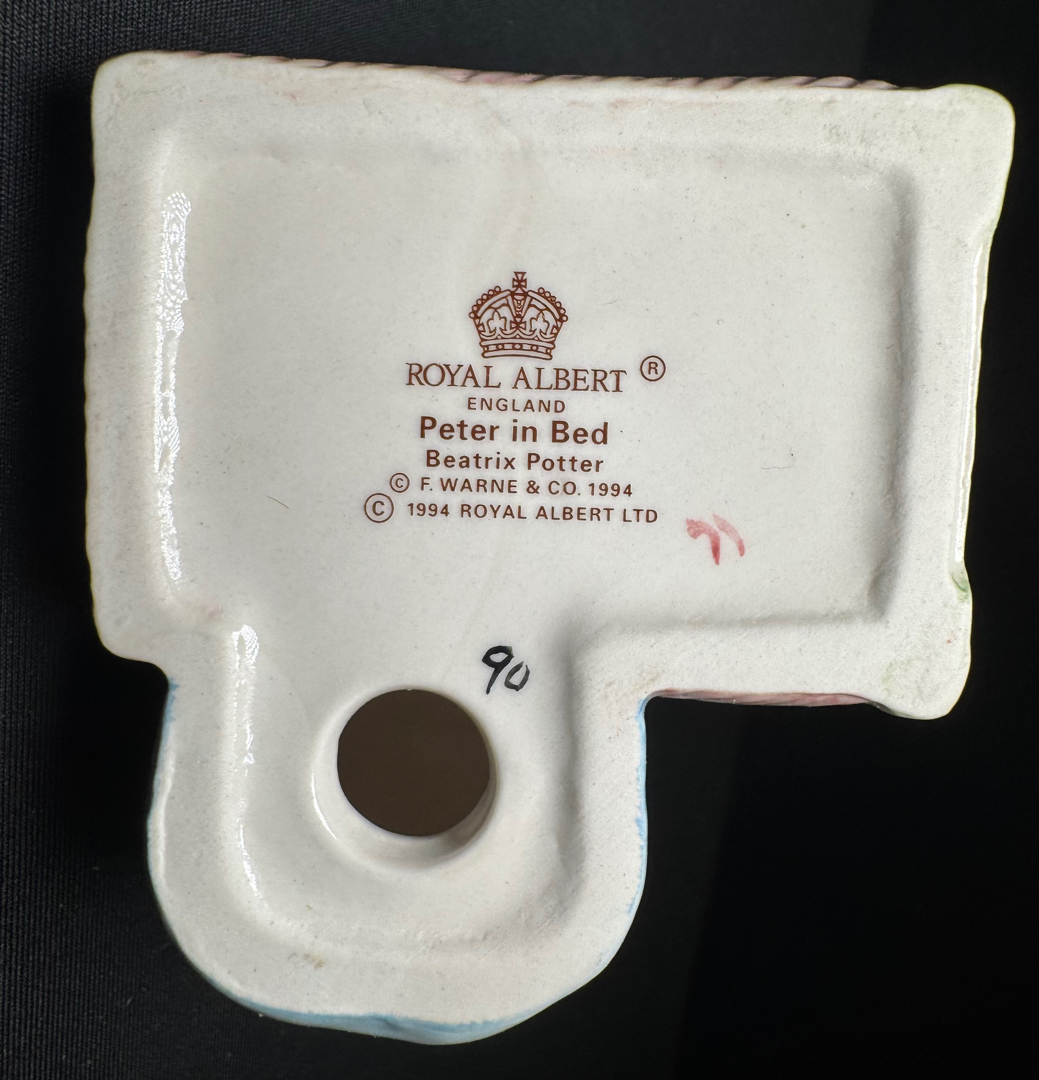 ROYAL ALBERT ®
ENGLAND
Peter in Bed
Beatrix Potter
© F. WARNE & CO. 1994
© 1994 ROYAL ALBERT LTD
90